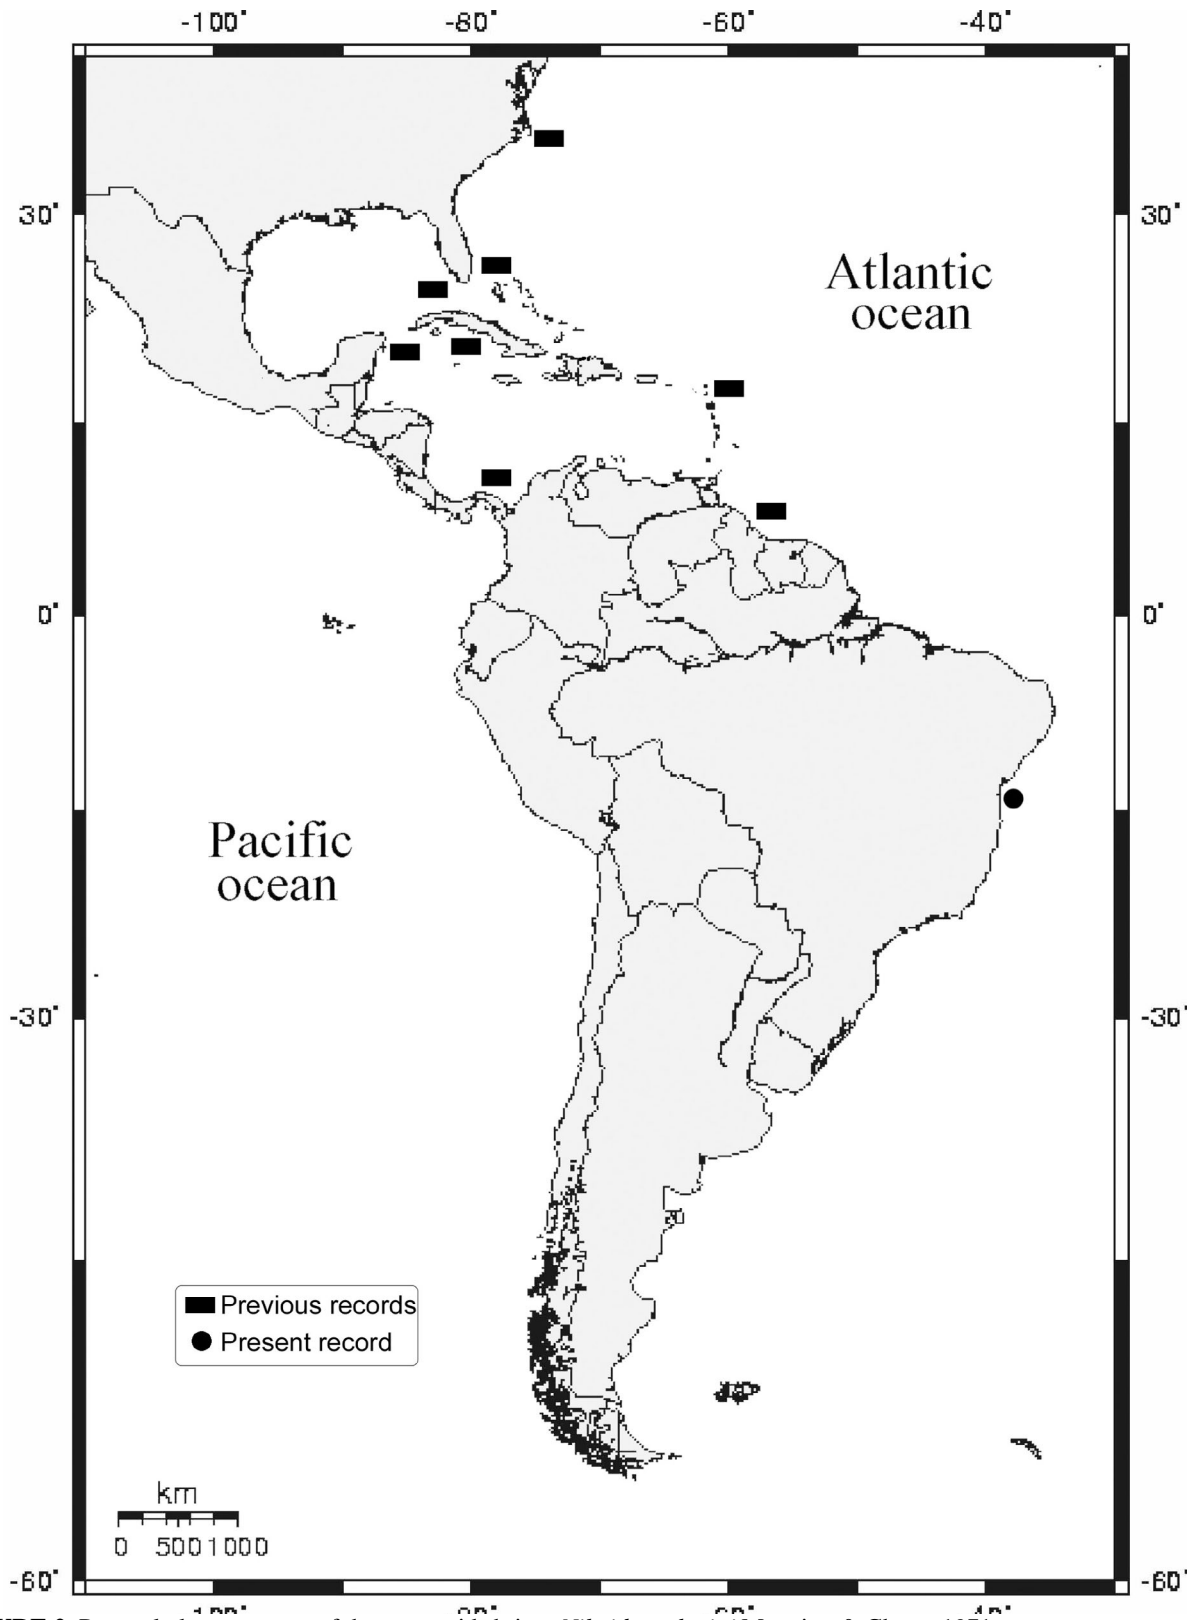 -100° -80° -60° -40°
30° 30°
Atlantic
ocean
0° 0°
Pacific
ocean
-30° -30°
Previous records
Present record
km
0 500 1000
-60° -60°